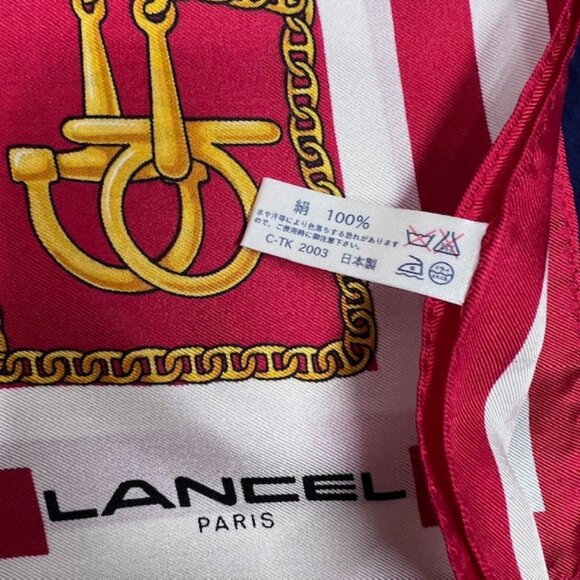 絹 100%
水や汗等により色落ちする恐れがあります
ので、ご使用時に御注意下さい。
C-TK 2003 日本製
LANCEL
PARIS